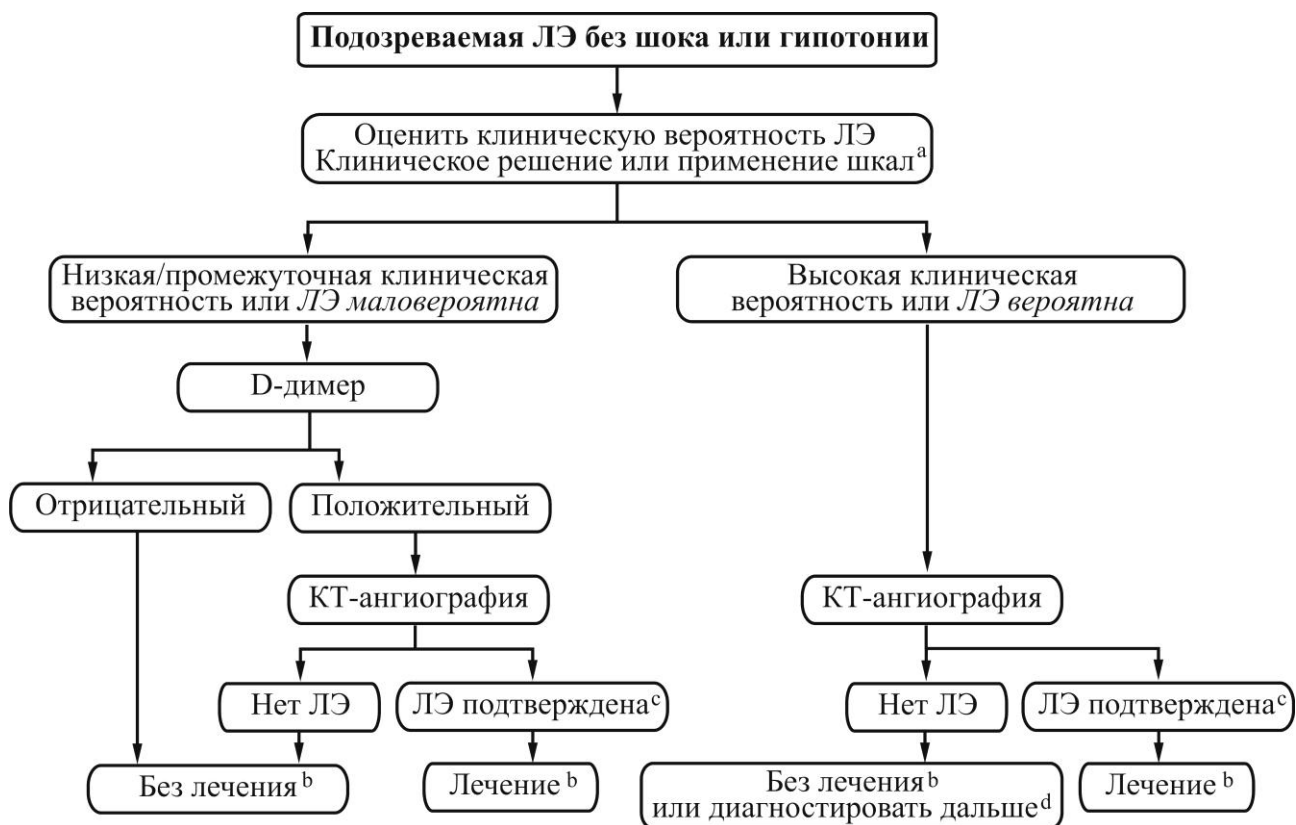 Подозреваемая ЛЭ без шока или гипотонии
Оценить клиническую вероятность ЛЭ
Клиническое решение или применение шкал a
Низкая/промежуточная клиническая
вероятность или ЛЭ маловероятна
Высокая клиническая
вероятность или ЛЭ вероятна
D-димер
Отрицательный
Положительный
КТ-ангиография
КТ-ангиография
Нет ЛЭ
ЛЭ подтверждена c
Нет ЛЭ
ЛЭ подтверждена c
Без лечения b
Лечение b
Без лечения b
или диагностировать дальше d
Лечение b